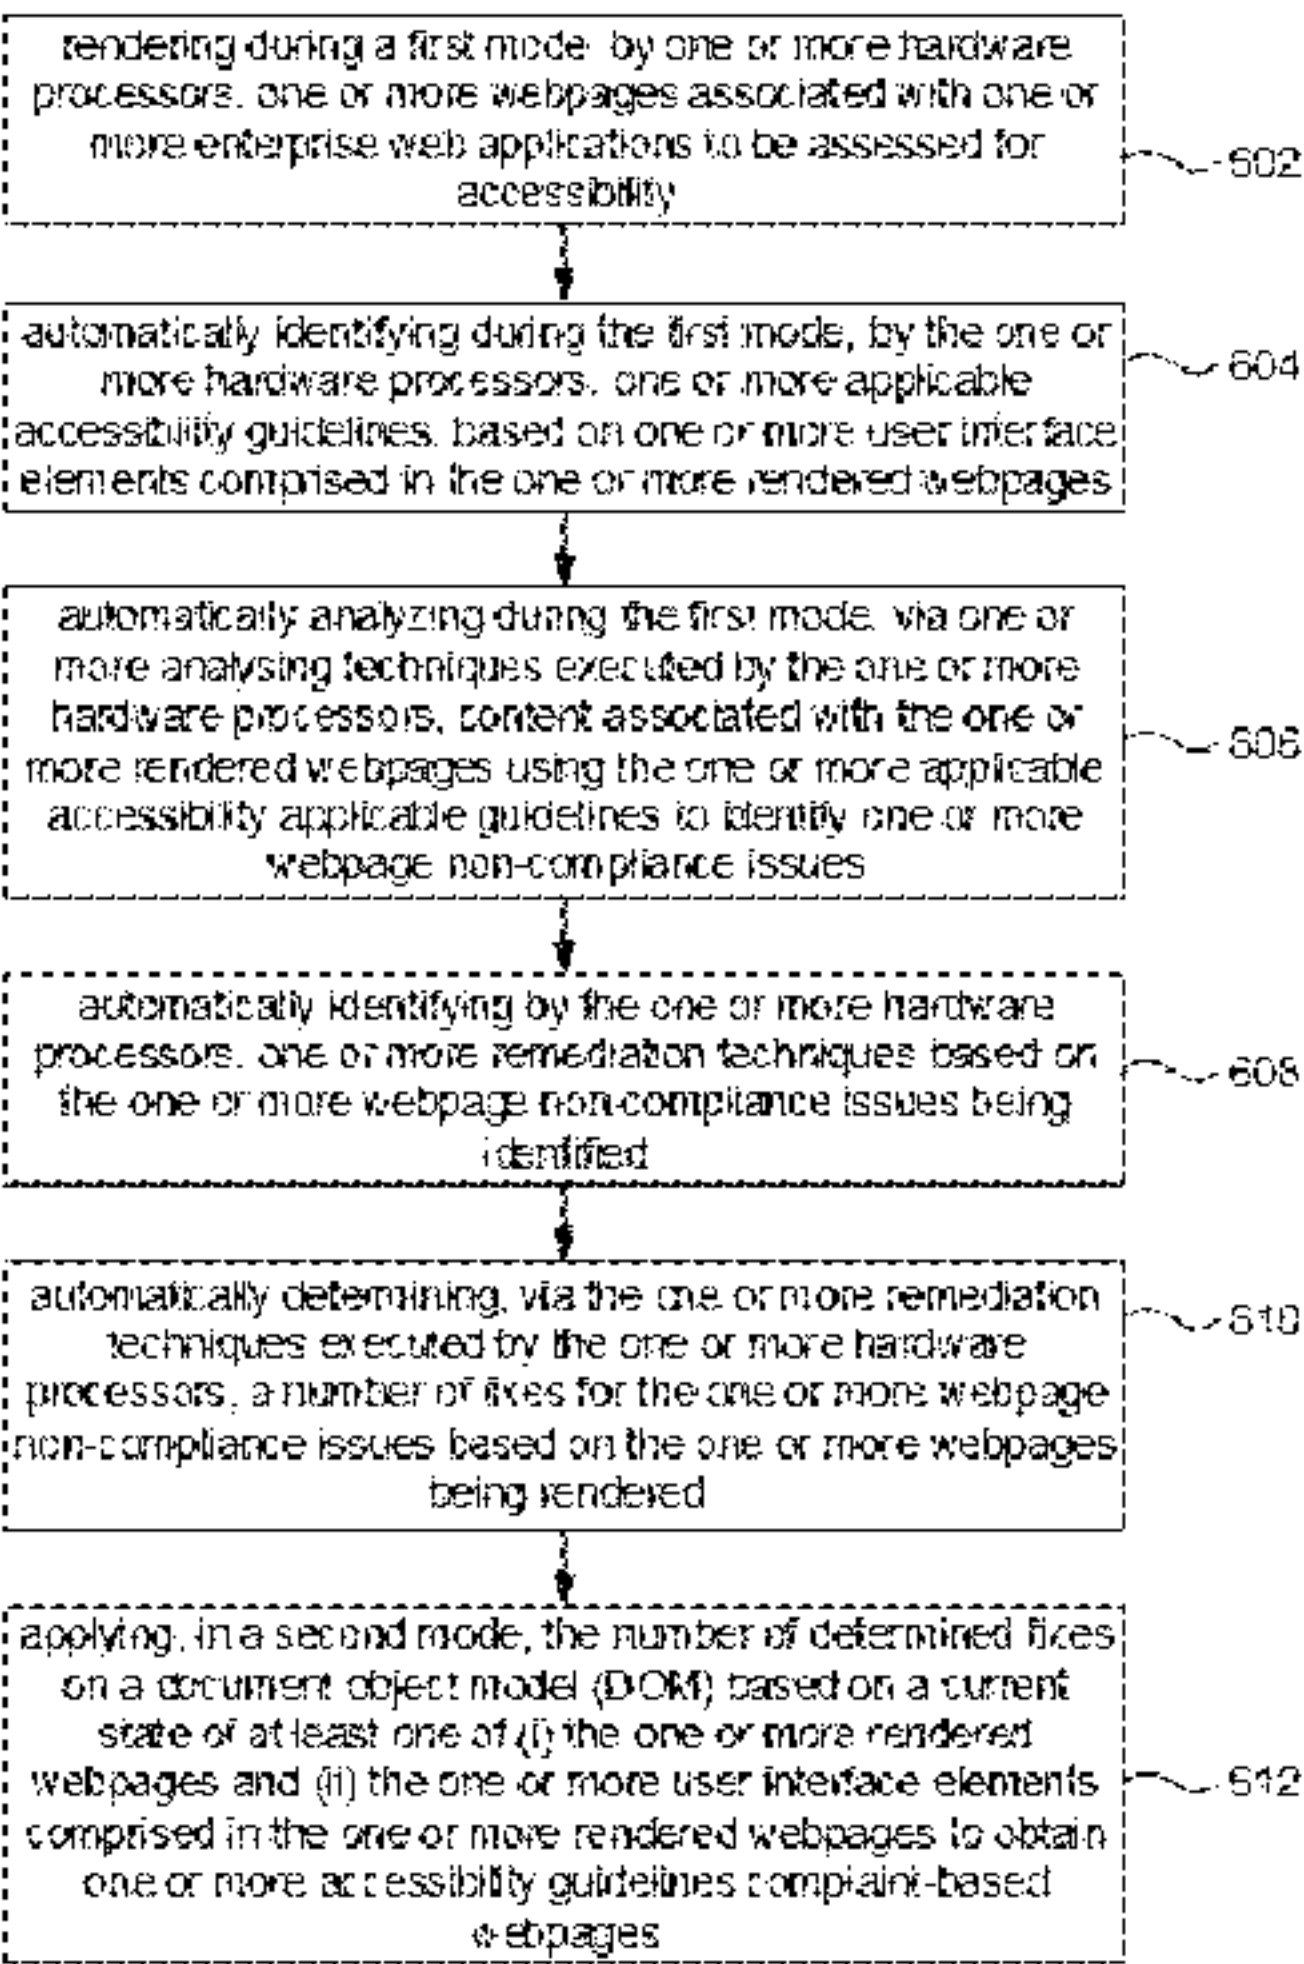 rendering during a first mode by one or more hardware
processors, one or more webpages associated with one or
more enterprise web applications to be assessed for
accessibility
602
automatically identifying during the first mode, by the one or
more hardware processors, one or more applicable
accessibility guidelines, based on one or more user interface
elements comprised in the one or more rendered webpages
604
automatically analyzing during the first mode via one or
more analysing techniques executed by the one or more
hardware processors, content associated with the one or
more rendered webpages using the one or more applicable
accessibility applicable guidelines to identify one or more
webpage non-compliance issues
606
automatically identifying by the one or more hardware
processors, one or more remediation techniques based on
the one or more webpage non-compliance issues being
identified
608
automatically determining, via the one or more remediation
techniques executed by the one or more hardware
processors, a number of fixes for the one or more webpage
non-compliance issues based on the one or more webpages
being rendered
610
applying, in a second mode, the number of determined fixes
on a document object model (DOM) based on a current
state of at least one of (i) the one or more rendered
webpages and (ii) the one or more user interface elements
comprised in the one or more rendered webpages to obtain
one or more accessibility guidelines complaint-based
webpages
612